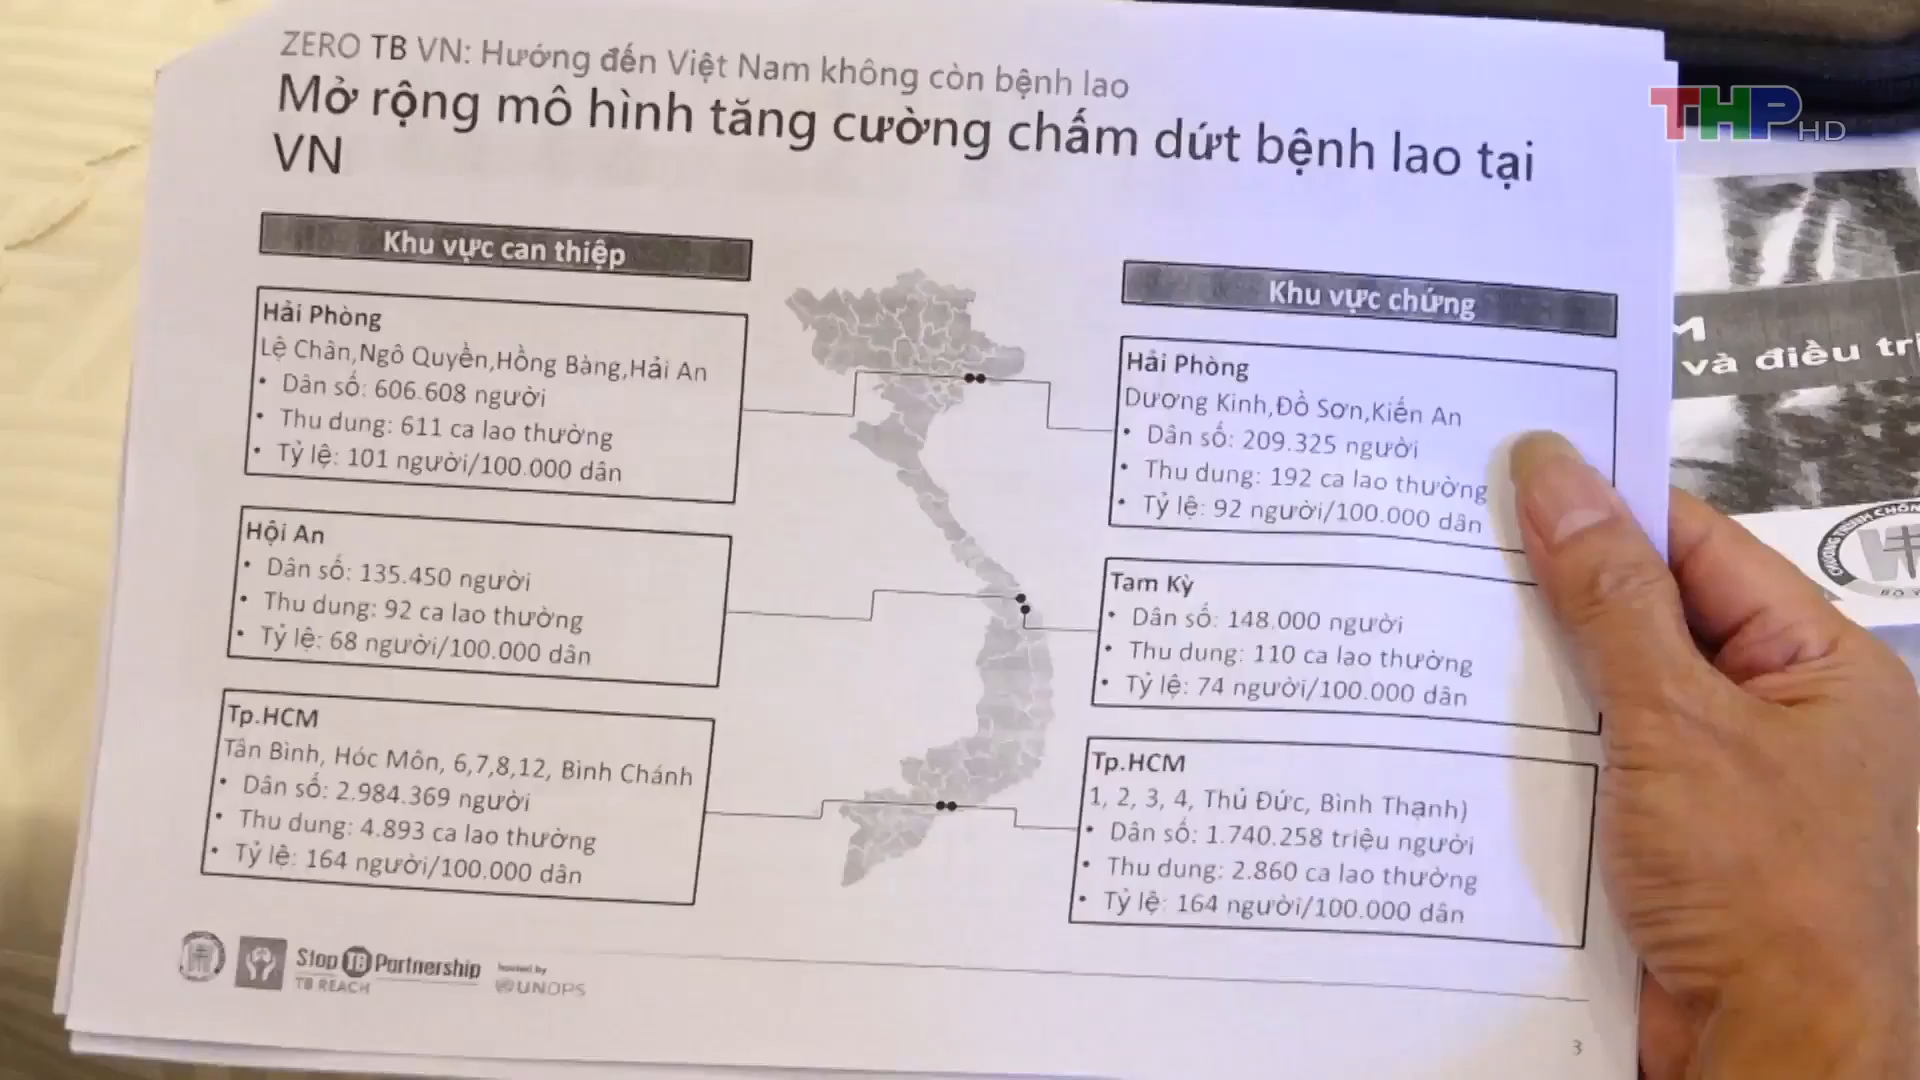 ZERO TB VN: Hướng đến Việt Nam không còn bệnh lao
Mở rộng mô hình tăng cường chấm dứt bệnh lao tại
VN
Khu vực can thiệp
Hải Phòng
Lê Chân,Ngô Quyền,Hồng Bàng,Hải An
• Dân số: 606.608 người
• Thu dung: 611 ca lao thường
• Tỷ lệ: 101 người/100.000 dân
Hội An
• Dân số: 135.450 người
• Thu dung: 92 ca lao thường
• Tỷ lệ: 68 người/100.000 dân
Tp.HCM
Tân Bình, Hóc Môn, 6,7,8,12, Bình Chánh
• Dân số: 2.984.369 người
• Thu dung: 4.893 ca lao thường
• Tỷ lệ: 164 người/100.000 dân
Khu vực chứng
Hải Phòng
Dương Kinh,Đồ Sơn,Kiến An
• Dân số: 209.325 người
• Thu dung: 192 ca lao thường
• Tỷ lệ: 92 người/100.000 dân
Tam Kỳ
• Dân số: 148.000 người
• Thu dung: 110 ca lao thường
• Tỷ lệ: 74 người/100.000 dân
Tp.HCM
1, 2, 3, 4, Thủ Đức, Bình Thạnh)
• Dân số: 1.740.258 triệu người
• Thu dung: 2.860 ca lao thường
• Tỷ lệ: 164 người/100.000 dân
Stop TB Partnership
TB REACH
hosted by
UNOPS
3
THP HD
và điều trị